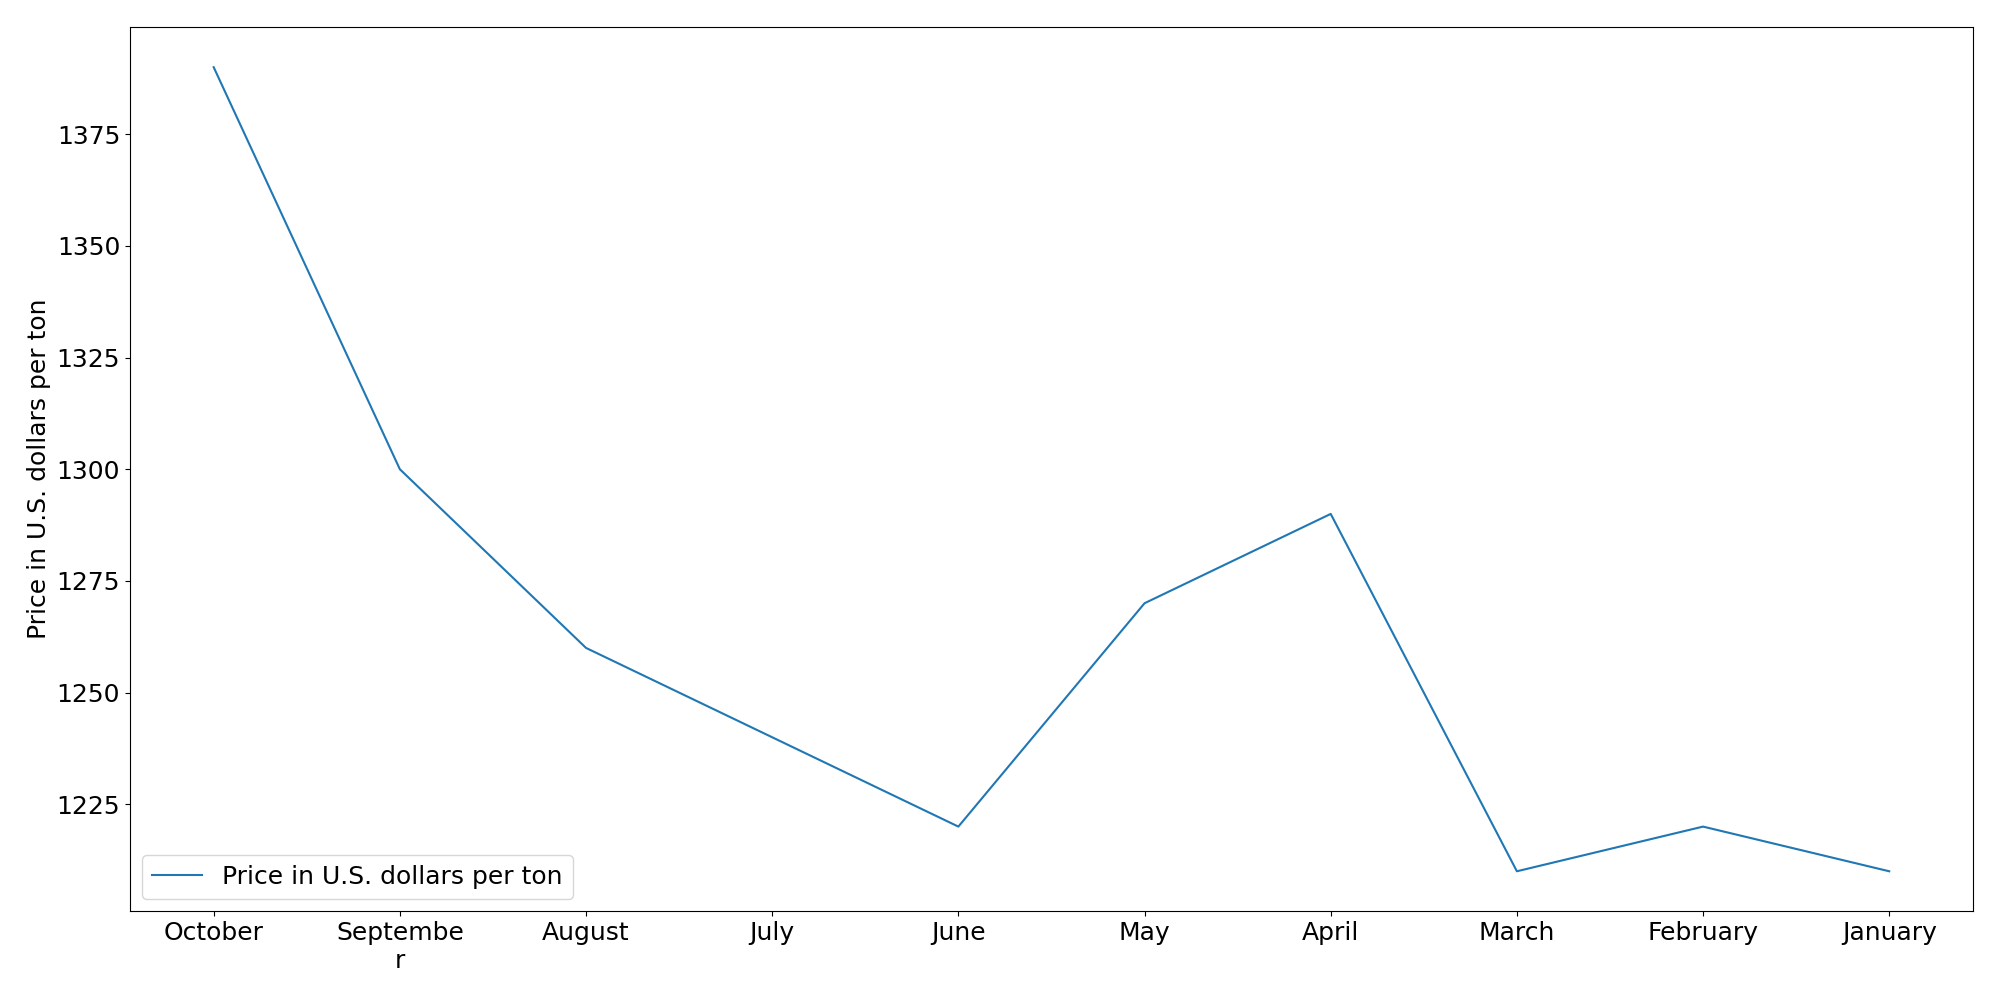 Price in U.S. dollars per ton
1375
1350
1325
1300
1275
1250
1225
Price in U.S. dollars per ton
October
Septembe
r
August
July
June
May
April
March
February
January